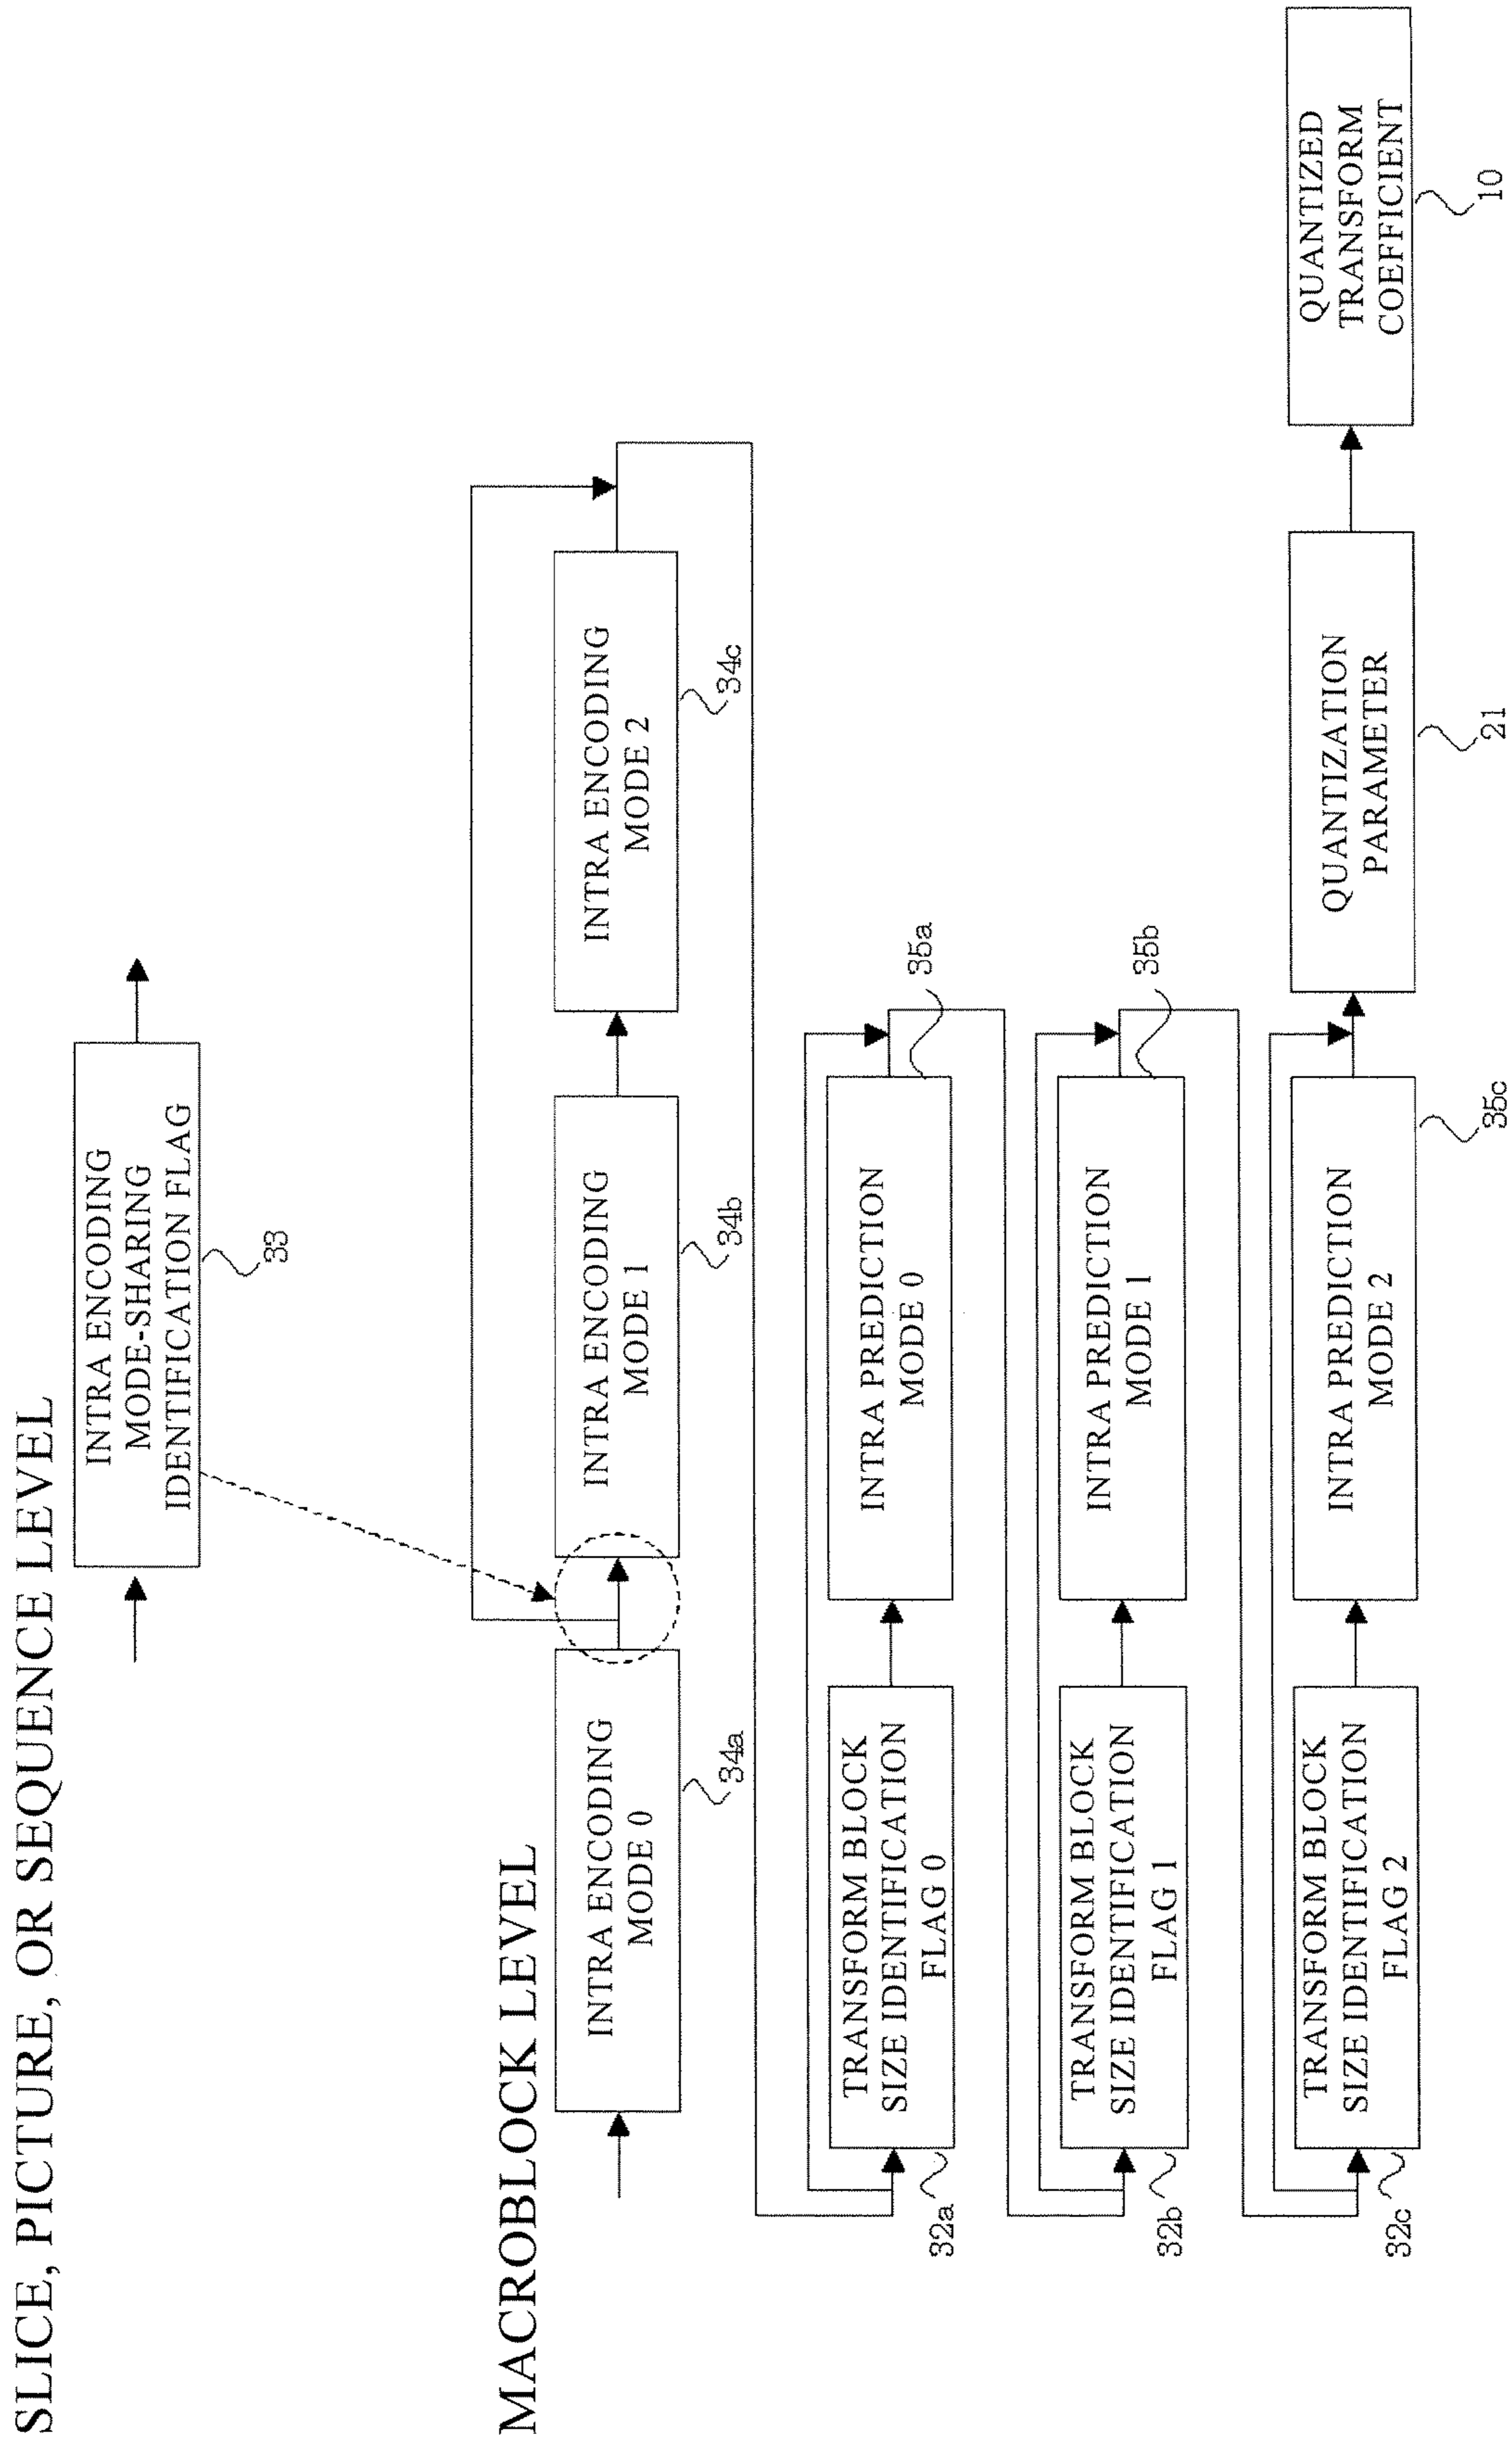 SLICE, PICTURE, OR SEQUENCE LEVEL
INTRA ENCODING
MODE-SHARING
IDENTIFICATION FLAG
33
MACROBLOCK LEVEL
INTRA ENCODING
MODE 0
34a
INTRA ENCODING
MODE 1
34b
INTRA ENCODING
MODE 2
34c
TRANSFORM BLOCK
SIZE IDENTIFICATION
FLAG 0
32a
INTRA PREDICTION
MODE 0
35a
TRANSFORM BLOCK
SIZE IDENTIFICATION
FLAG 1
32b
INTRA PREDICTION
MODE 1
35b
TRANSFORM BLOCK
SIZE IDENTIFICATION
FLAG 2
32c
INTRA PREDICTION
MODE 2
35c
QUANTIZATION
PARAMETER
21
QUANTIZED
TRANSFORM
COEFFICIENT
10